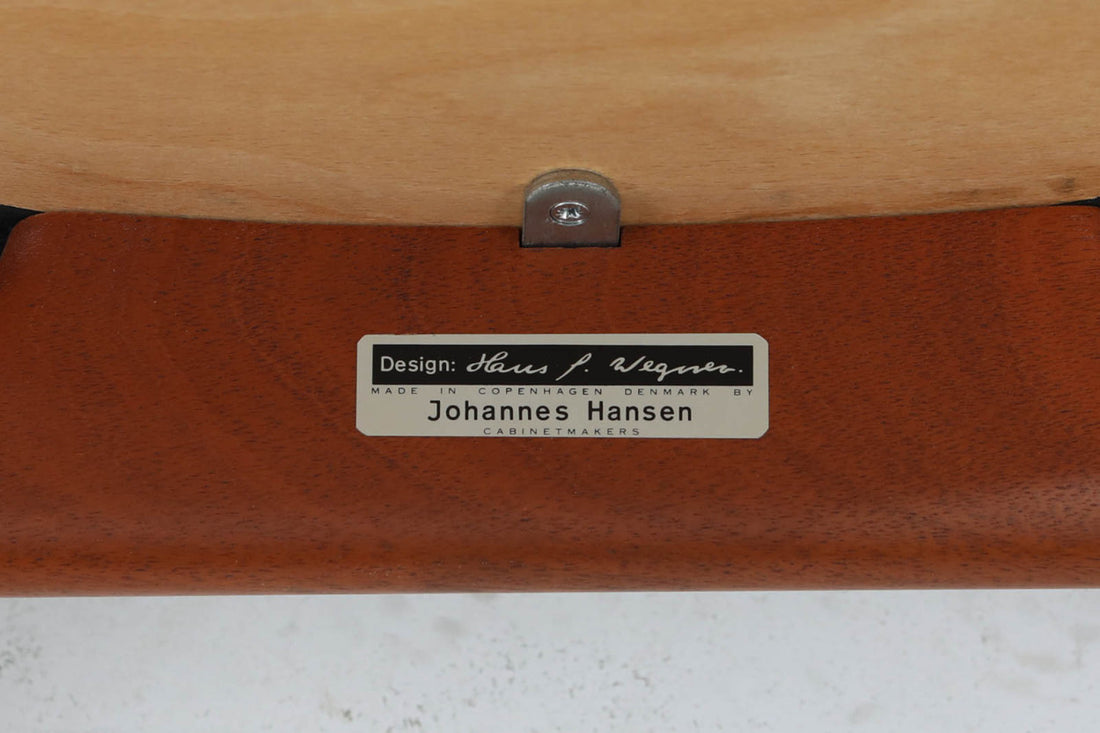 Design: Hans J. Wegner.
MADE IN COPENHAGEN DENMARK BY
Johannes Hansen
CABINETMAKERS